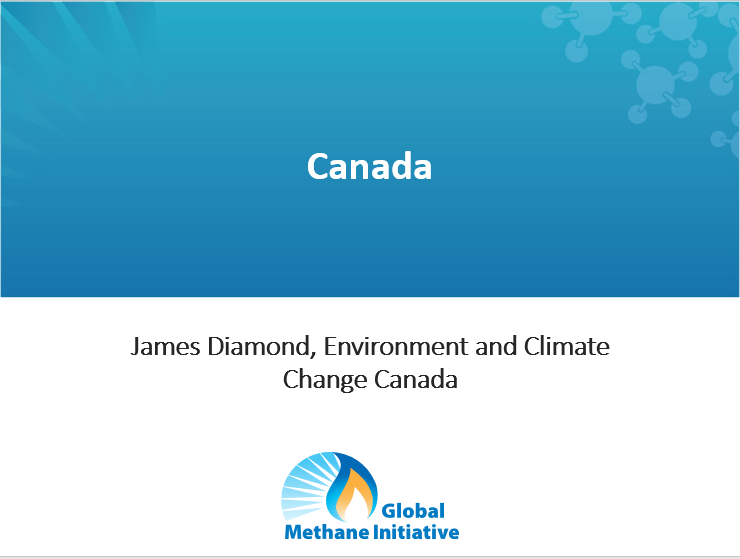 Canada
James Diamond, Environment and Climate
Change Canada
Global
Methane Initiative